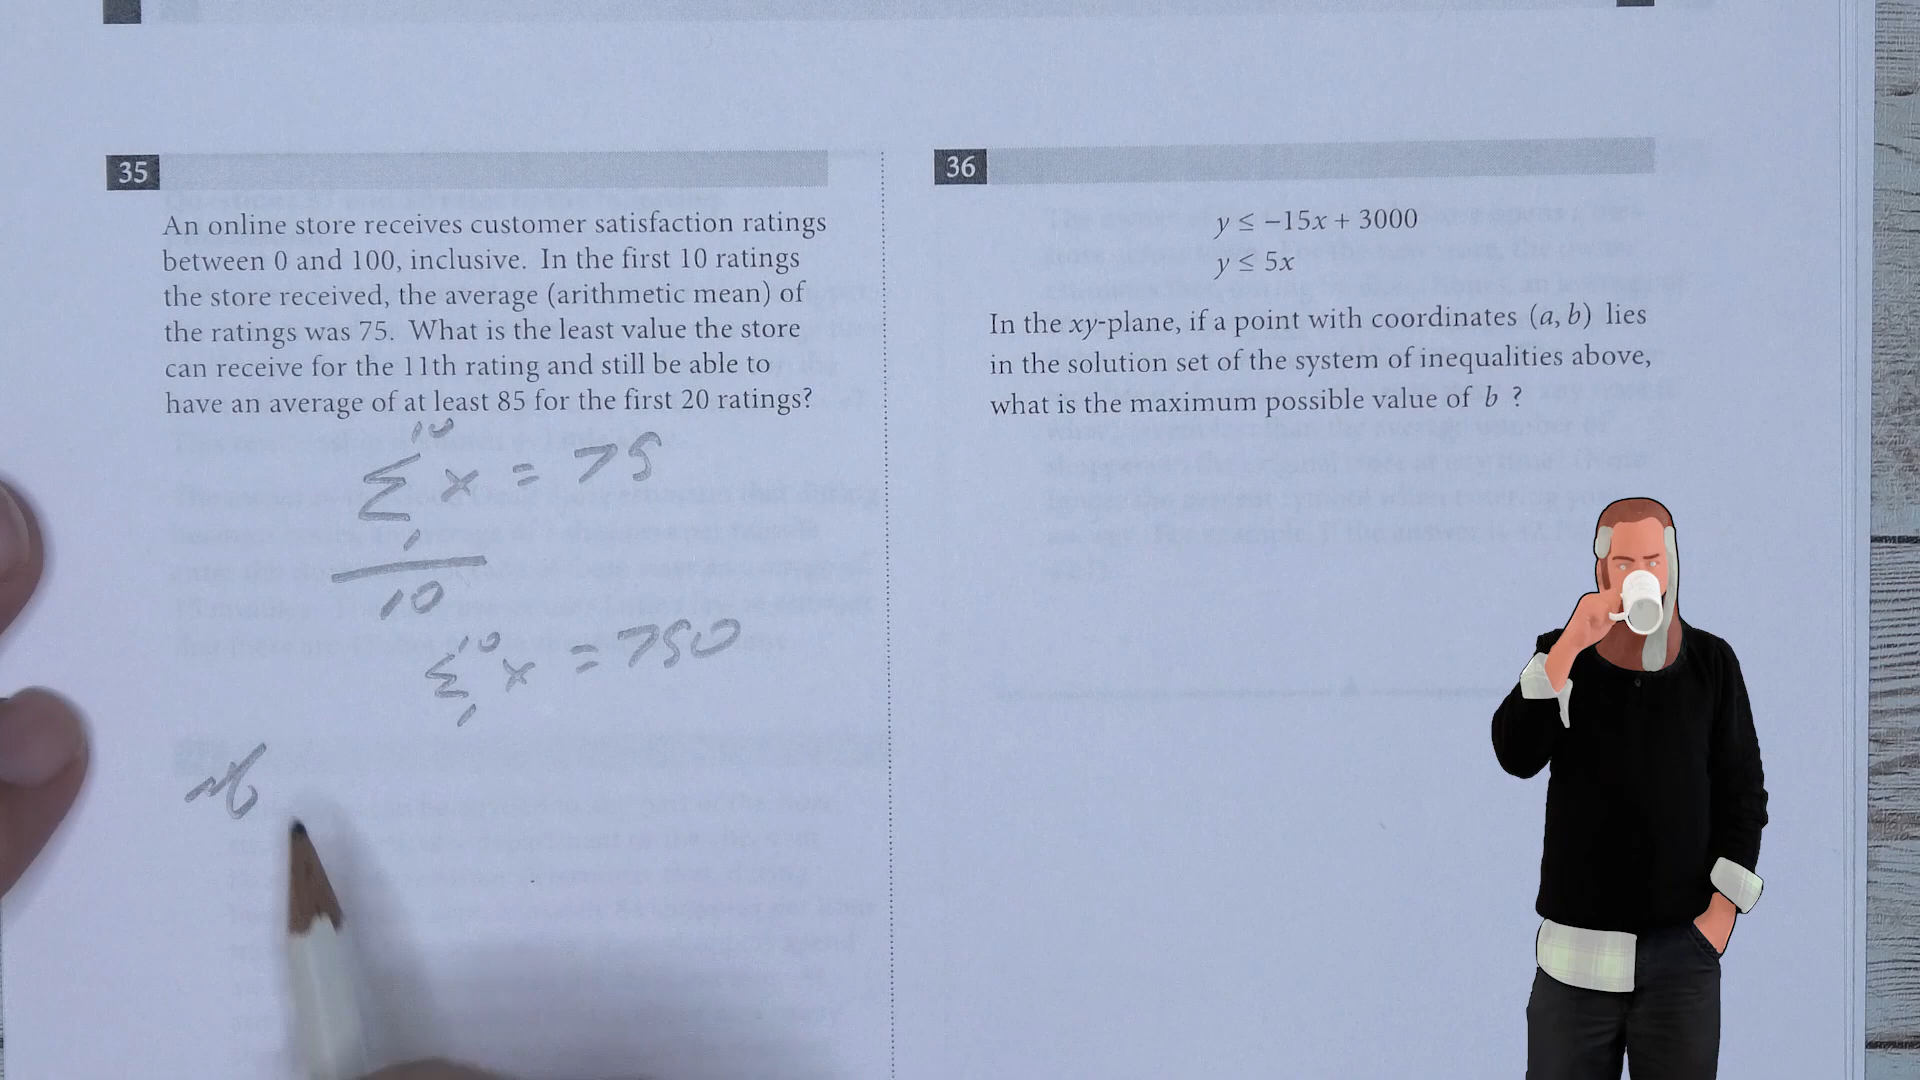 35
An online store receives customer satisfaction ratings
between 0 and 100, inclusive. In the first 10 ratings
the store received, the average (arithmetic mean) of
the ratings was 75. What is the least value the store
can receive for the 11th rating and still be able to
have an average of at least 85 for the first 20 ratings?
10
Σ x = 75
1
10
10
Σ x = 750
1
36
y ≤ −15x + 3000
y ≤ 5x
In the xy-plane, if a point with coordinates (a, b) lies
in the solution set of the system of inequalities above,
what is the maximum possible value of b ?